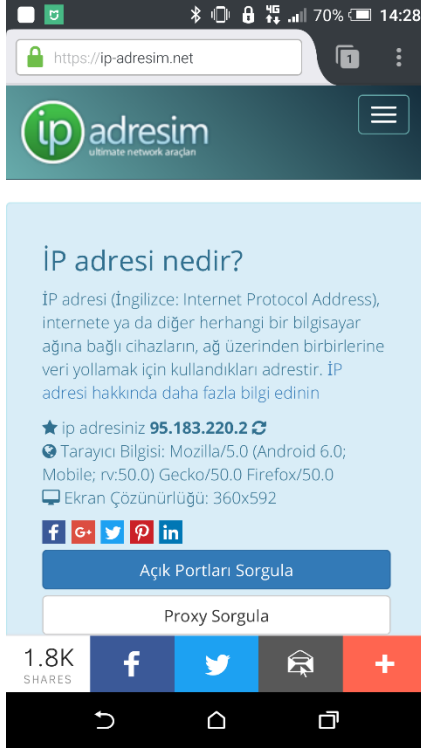 4G 70% 14:28
https://ip-adresim.net 1
ip adresim
ultimate network araçları
İP adresi nedir?
İP adresi (İngilizce: Internet Protocol Address),
internete ya da diğer herhangi bir bilgisayar
ağına bağlı cihazların, ağ üzerinden birbirlerine
veri yollamak için kullandıkları adrestir. İP
adresi hakkında daha fazla bilgi edinin
ip adresiniz 95.183.220.2
Tarayıcı Bilgisi: Mozilla/5.0 (Android 6.0;
Mobile; rv:50.0) Gecko/50.0 Firefox/50.0
Ekran Çözünürlüğü: 360x592
Açık Portları Sorgula
Proxy Sorgula
1.8K
SHARES